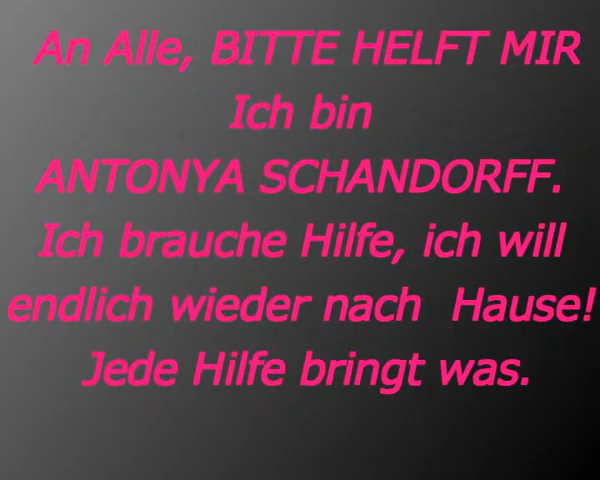 An Alle, BITTE HELFT MIR
Ich bin
ANTONYA SCHANDORFF.
Ich brauche Hilfe, ich will
endlich wieder nach Hause!
Jede Hilfe bringt was.